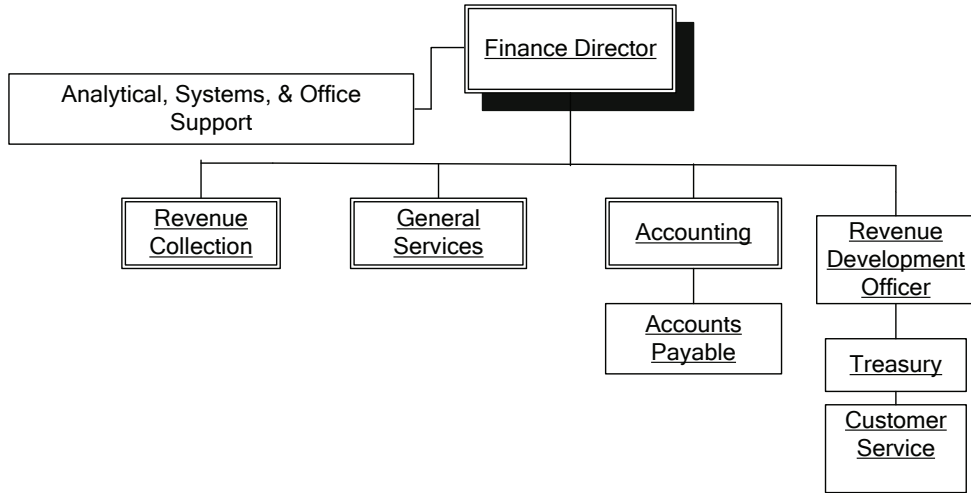 Finance Director
Analytical, Systems, & Office
Support
Revenue
Collection
General
Services
Accounting
Revenue
Development
Officer
Accounts
Payable
Treasury
Customer
Service